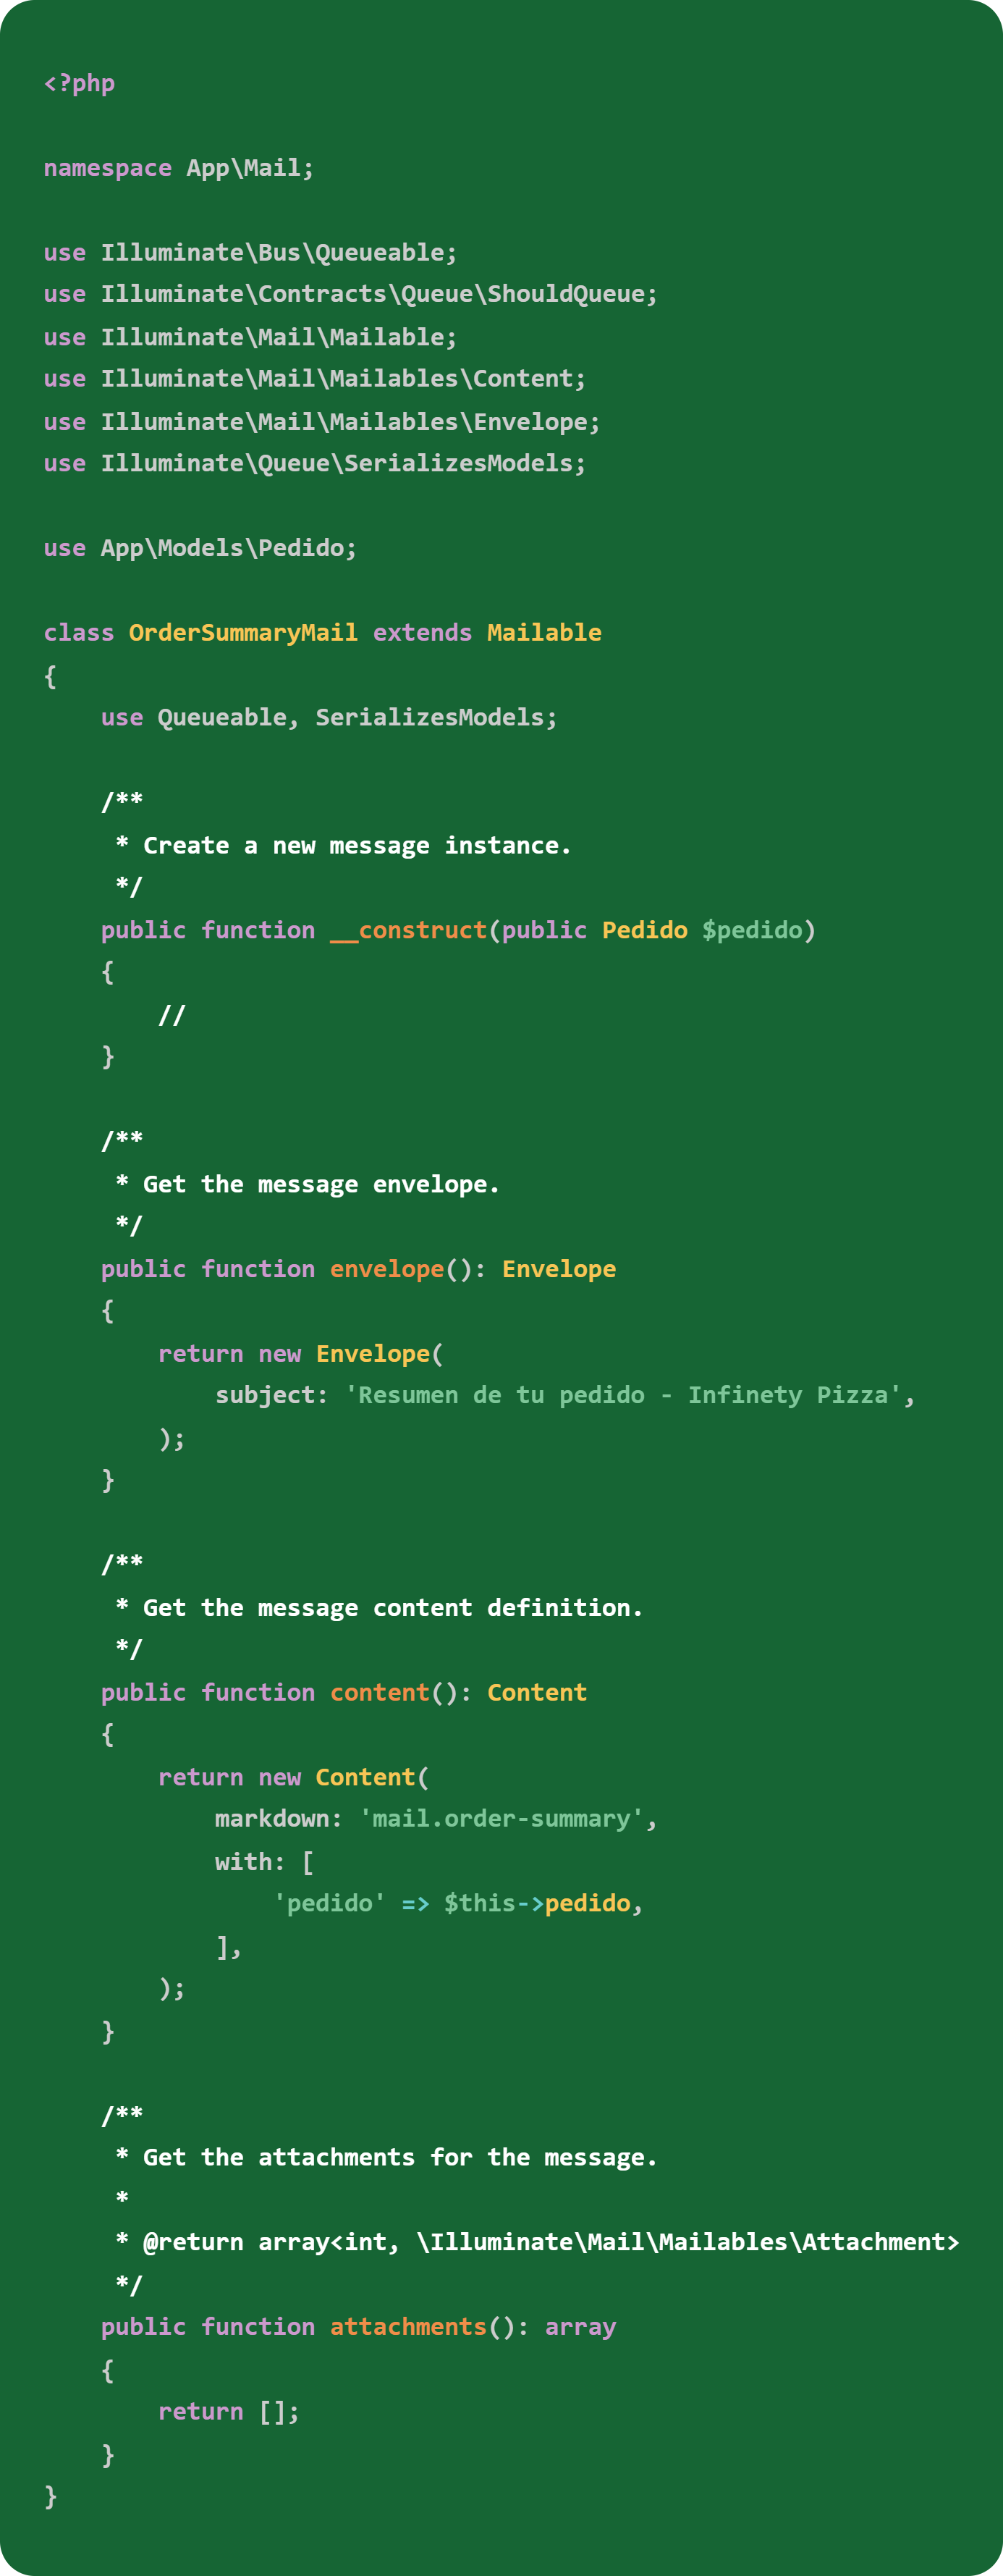 <?php

namespace App\Mail;

use Illuminate\Bus\Queueable;
use Illuminate\Contracts\Queue\ShouldQueue;
use Illuminate\Mail\Mailable;
use Illuminate\Mail\Mailables\Content;
use Illuminate\Mail\Mailables\Envelope;
use Illuminate\Queue\SerializesModels;

use App\Models\Pedido;

class OrderSummaryMail extends Mailable
{
    use Queueable, SerializesModels;

    /**
     * Create a new message instance.
     */
    public function __construct(public Pedido $pedido)
    {
        //
    }

    /**
     * Get the message envelope.
     */
    public function envelope(): Envelope
    {
        return new Envelope(
            subject: 'Resumen de tu pedido - Infinety Pizza',
        );
    }

    /**
     * Get the message content definition.
     */
    public function content(): Content
    {
        return new Content(
            markdown: 'mail.order-summary',
            with: [
                'pedido' => $this->pedido,
            ],
        );
    }

    /**
     * Get the attachments for the message.
     *
     * @return array<int, \Illuminate\Mail\Mailables\Attachment>
     */
    public function attachments(): array
    {
        return [];
    }
}